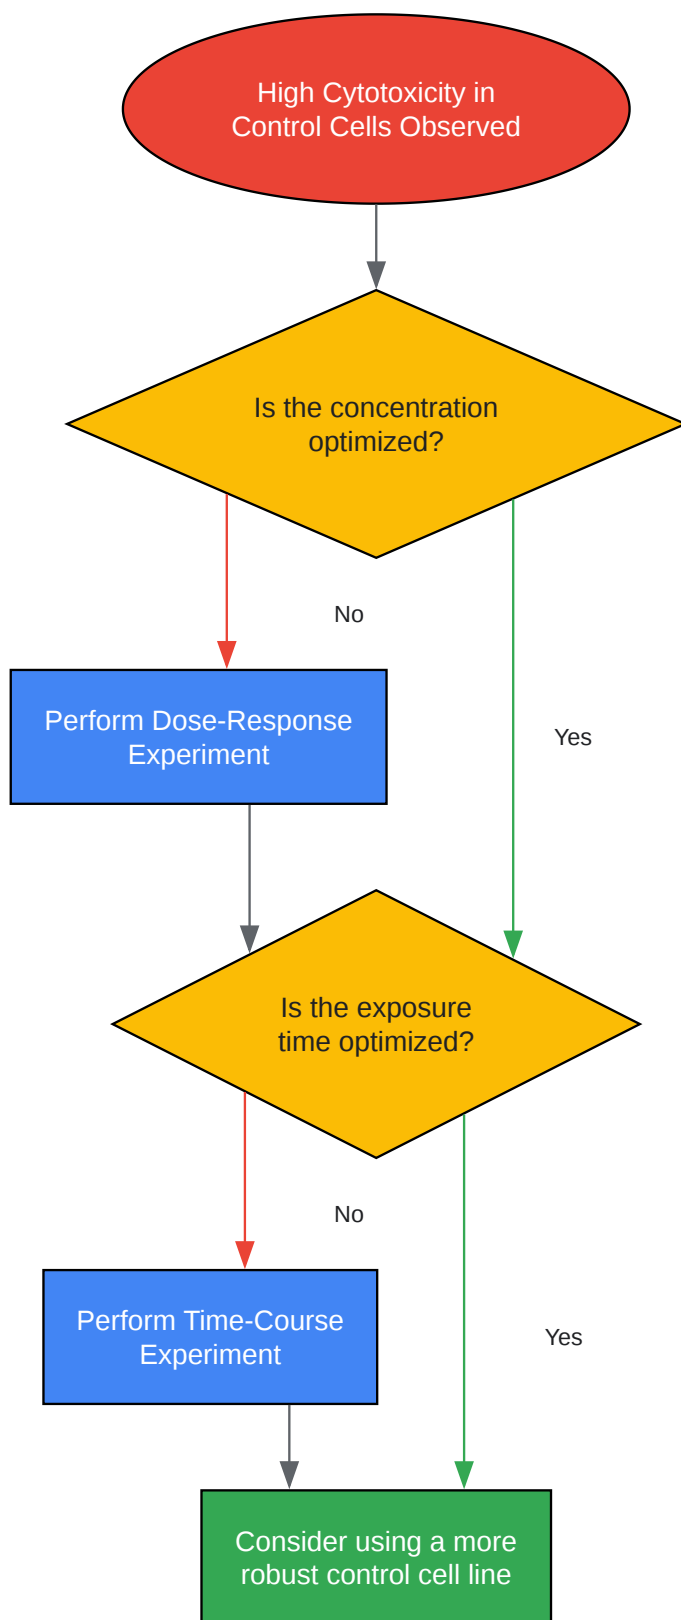 High Cytotoxicity in
Control Cells Observed
Is the concentration
optimized?
No
Perform Dose-Response
Experiment
Yes
Is the exposure
time optimized?
No
Perform Time-Course
Experiment
Yes
Consider using a more
robust control cell line